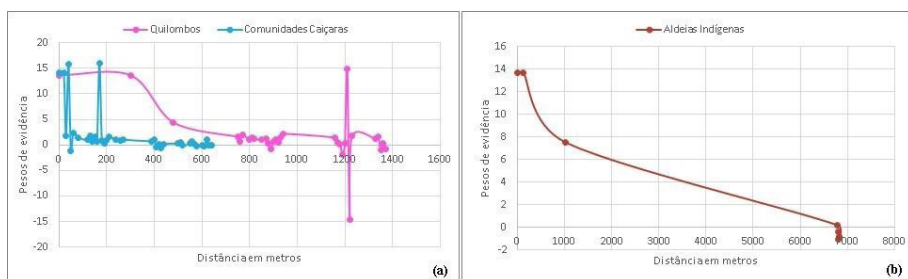 Quilombos Comunidades Caiçaras
20
15
10
5
0
-5
-10
-15
-20
0 200 400 600 800 1000 1200 1400 1600
Pesos de evidência
Distância em metros
(a)
Aldeias Indígenas
16
14
12
10
8
6
4
2
0
-2
0 1000 2000 3000 4000 5000 6000 7000 8000
Pesos de evidência
Distância em metros
(b)